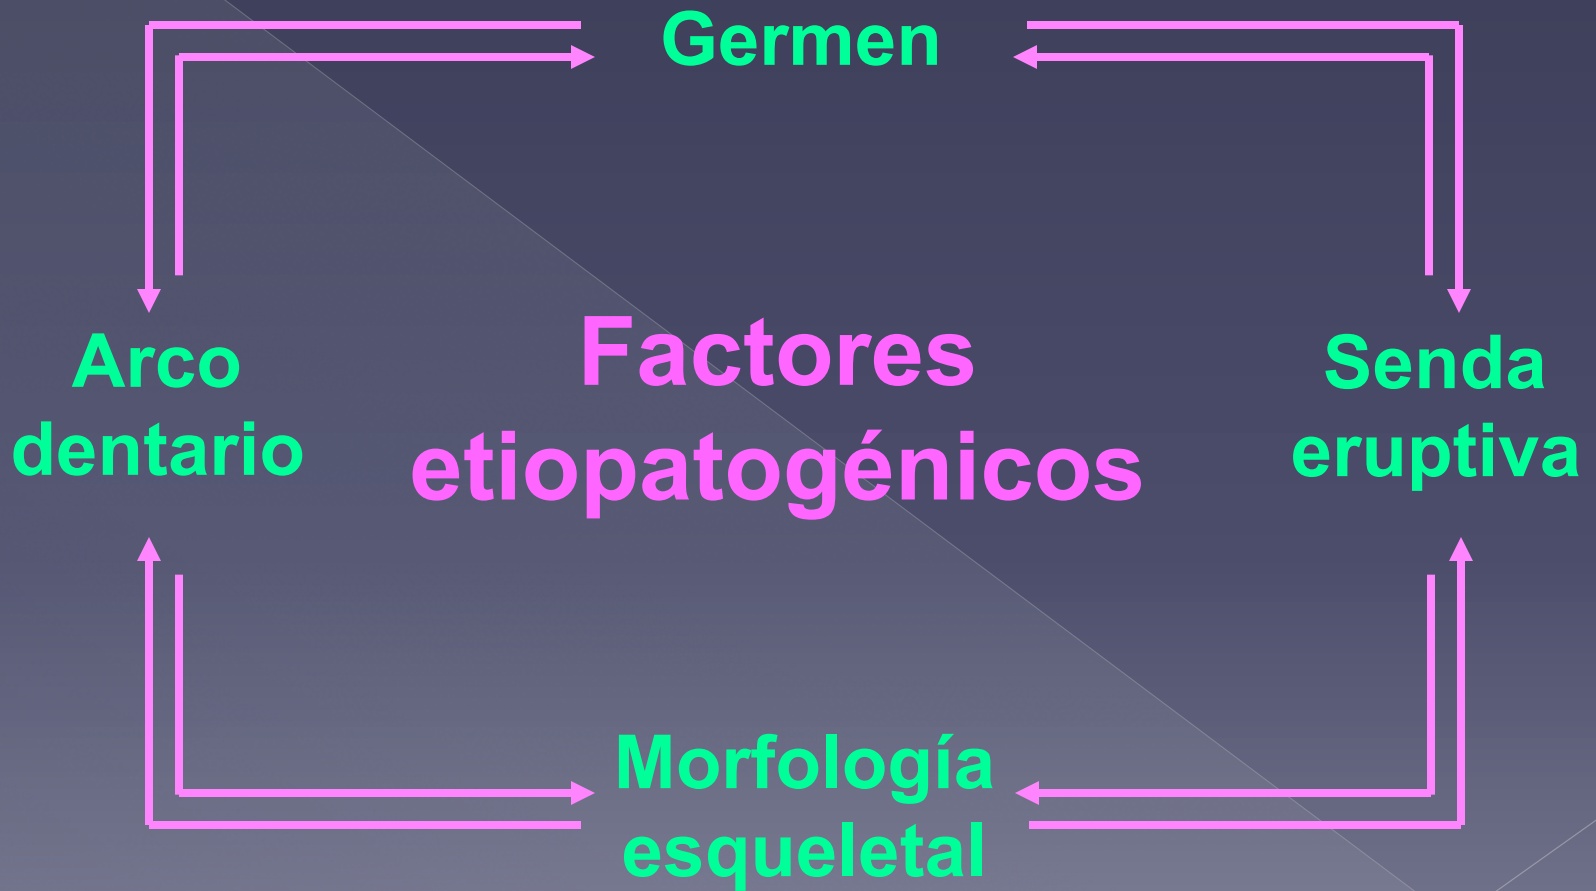 Germen
Arco
dentario
Factores
etiopatogénicos
Senda
eruptiva
Morfología
esqueletal